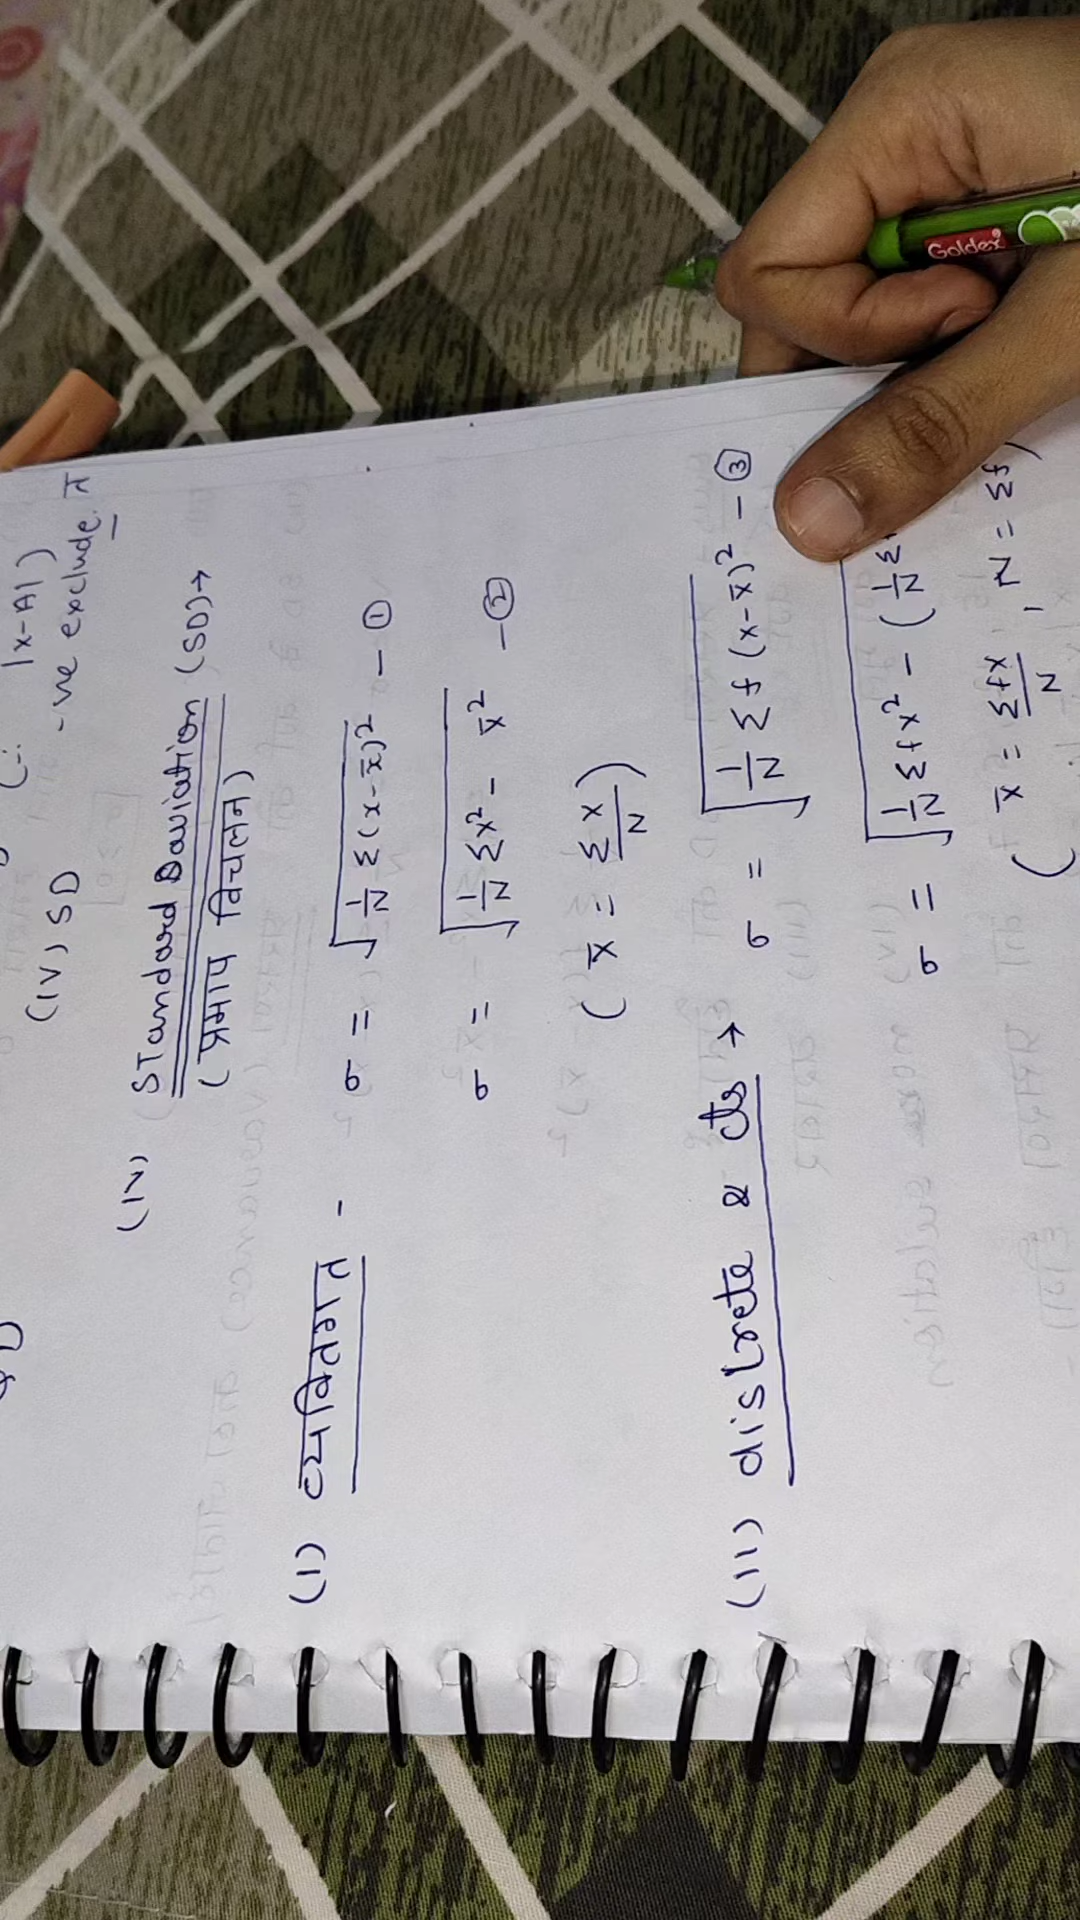 |x-A|)
-ve exclude
(IV) SD
(IV) STandard Daviation (SD)→
(प्रमाप विचलन)
(I) व्यक्तिगत - σ = √1/N Σ(x-x̄)² - ①
σ = √1/N Σx² - x̄² - ②
(x̄ = Σx/N)
(II) discrete & cts → σ = √1/N Σf(x-x̄)² - ③
σ = √1/N Σfx² - (1/N Σ
(x̄ = Σfx/N, N = Σf)
Goldex